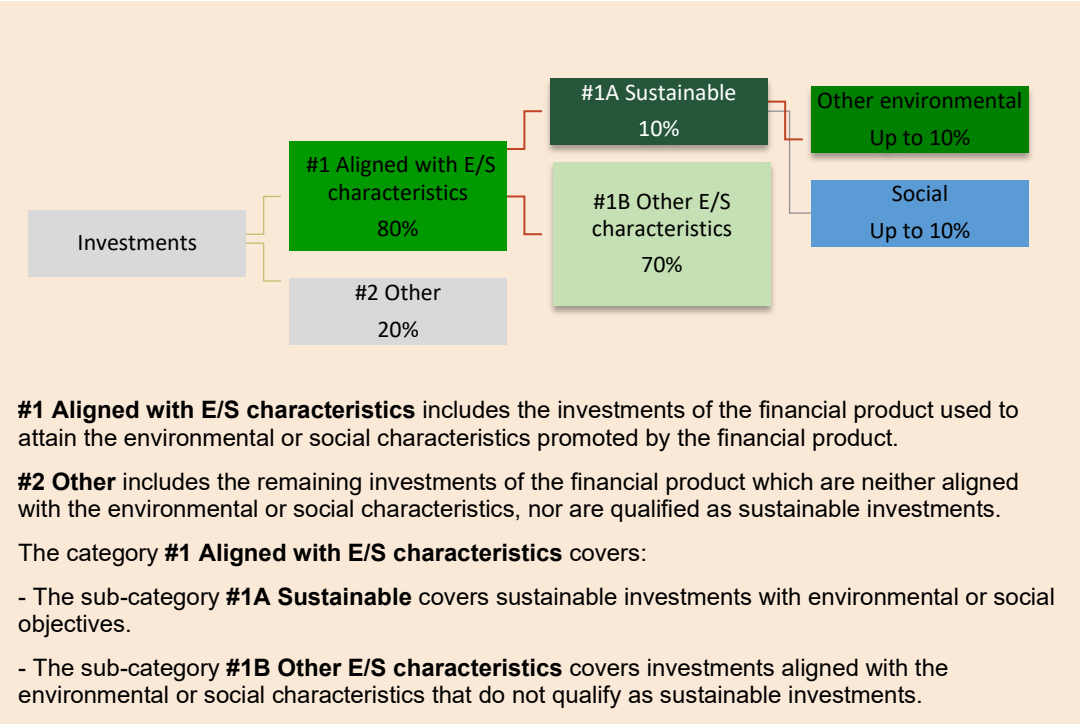 Investments
#1 Aligned with E/S
characteristics
80%
#2 Other
20%
#1A Sustainable
10%
#1B Other E/S
characteristics
70%
Other environmental
Up to 10%
Social
Up to 10%
#1 Aligned with E/S characteristics includes the investments of the financial product used to
attain the environmental or social characteristics promoted by the financial product.
#2 Other includes the remaining investments of the financial product which are neither aligned
with the environmental or social characteristics, nor are qualified as sustainable investments.
The category #1 Aligned with E/S characteristics covers:
- The sub-category #1A Sustainable covers sustainable investments with environmental or social
objectives.
- The sub-category #1B Other E/S characteristics covers investments aligned with the
environmental or social characteristics that do not qualify as sustainable investments.